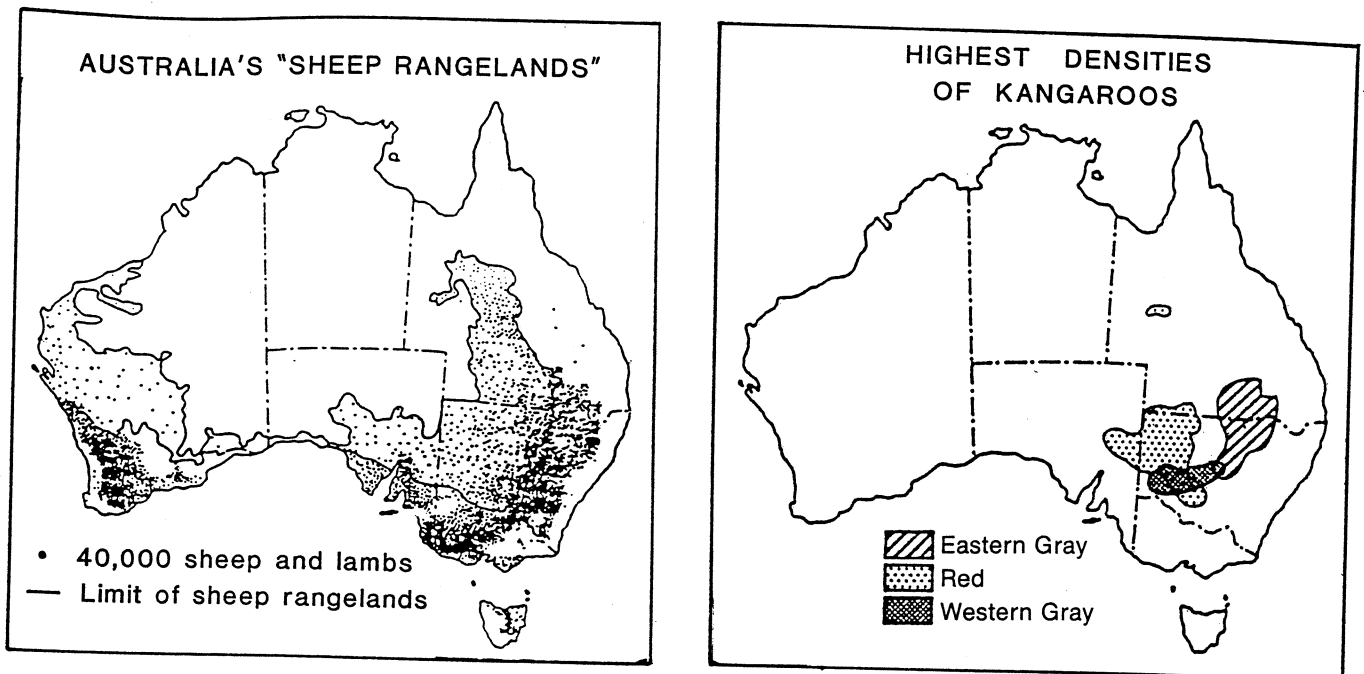 AUSTRALIA'S "SHEEP RANGELANDS"
• 40,000 sheep and lambs
— Limit of sheep rangelands
HIGHEST DENSITIES
OF KANGAROOS
Eastern Gray
Red
Western Gray